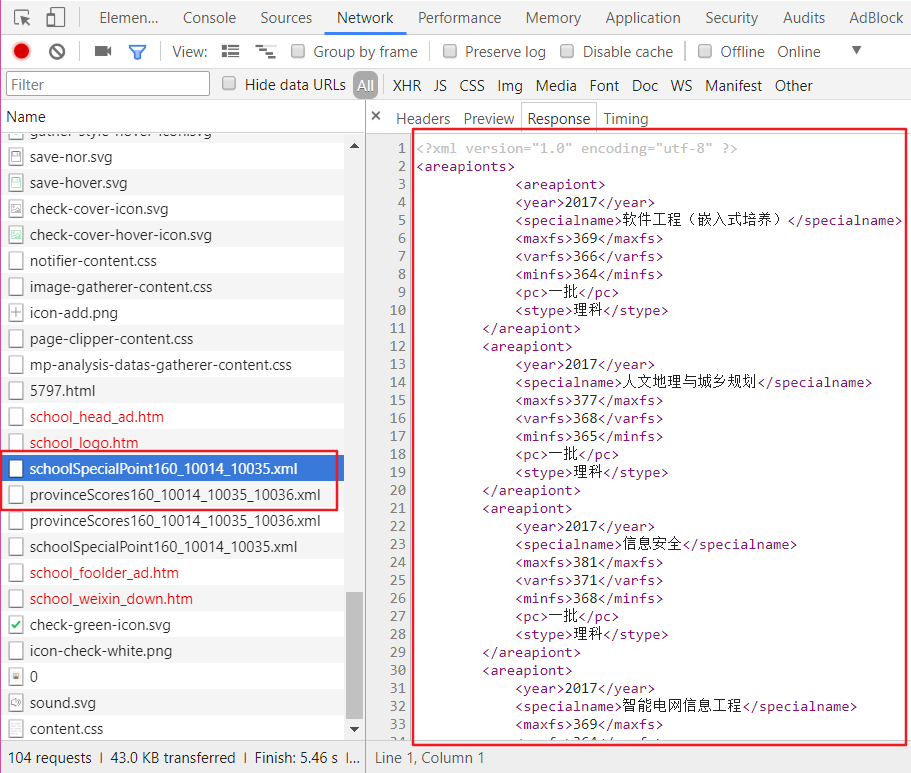 Elemen... Console Sources Network Performance Memory Application Security Audits AdBlock
View: Group by frame Preserve log Disable cache Offline Online
Filter Hide data URLs All XHR JS CSS Img Media Font Doc WS Manifest Other
Name
Headers Preview Response Timing
gather-style-hover-icon.svg
save-nor.svg
save-hover.svg
check-cover-icon.svg
check-cover-hover-icon.svg
notifier-content.css
image-gatherer-content.css
icon-add.png
page-clipper-content.css
mp-analysis-datas-gatherer-content.css
5797.html
school_head_ad.htm
school_logo.htm
schoolSpecialPoint160_10014_10035.xml
provinceScores160_10014_10035_10036.xml
provinceScores160_10014_10035_10036.xml
schoolSpecialPoint160_10014_10035.xml
school_foolder_ad.htm
school_weixin_down.htm
check-green-icon.svg
icon-check-white.png
0
sound.svg
content.css
1 <?xml version="1.0" encoding="utf-8" ?>
2 <areapionts>
3 <areapiont>
4 <year>2017</year>
5 <specialname>软件工程（嵌入式培养）</specialname>
6 <maxfs>369</maxfs>
7 <varfs>366</varfs>
8 <minfs>364</minfs>
9 <pc>一批</pc>
10 <stype>理科</stype>
11 </areapiont>
12 <areapiont>
13 <year>2017</year>
14 <specialname>人文地理与城乡规划</specialname>
15 <maxfs>377</maxfs>
16 <varfs>368</varfs>
17 <minfs>365</minfs>
18 <pc>一批</pc>
19 <stype>理科</stype>
20 </areapiont>
21 <areapiont>
22 <year>2017</year>
23 <specialname>信息安全</specialname>
24 <maxfs>381</maxfs>
25 <varfs>371</varfs>
26 <minfs>368</minfs>
27 <pc>一批</pc>
28 <stype>理科</stype>
29 </areapiont>
30 <areapiont>
31 <year>2017</year>
32 <specialname>智能电网信息工程</specialname>
33 <maxfs>369</maxfs>
104 requests | 43.0 KB transferred | Finish: 5.46 s |...
Line 1, Column 1